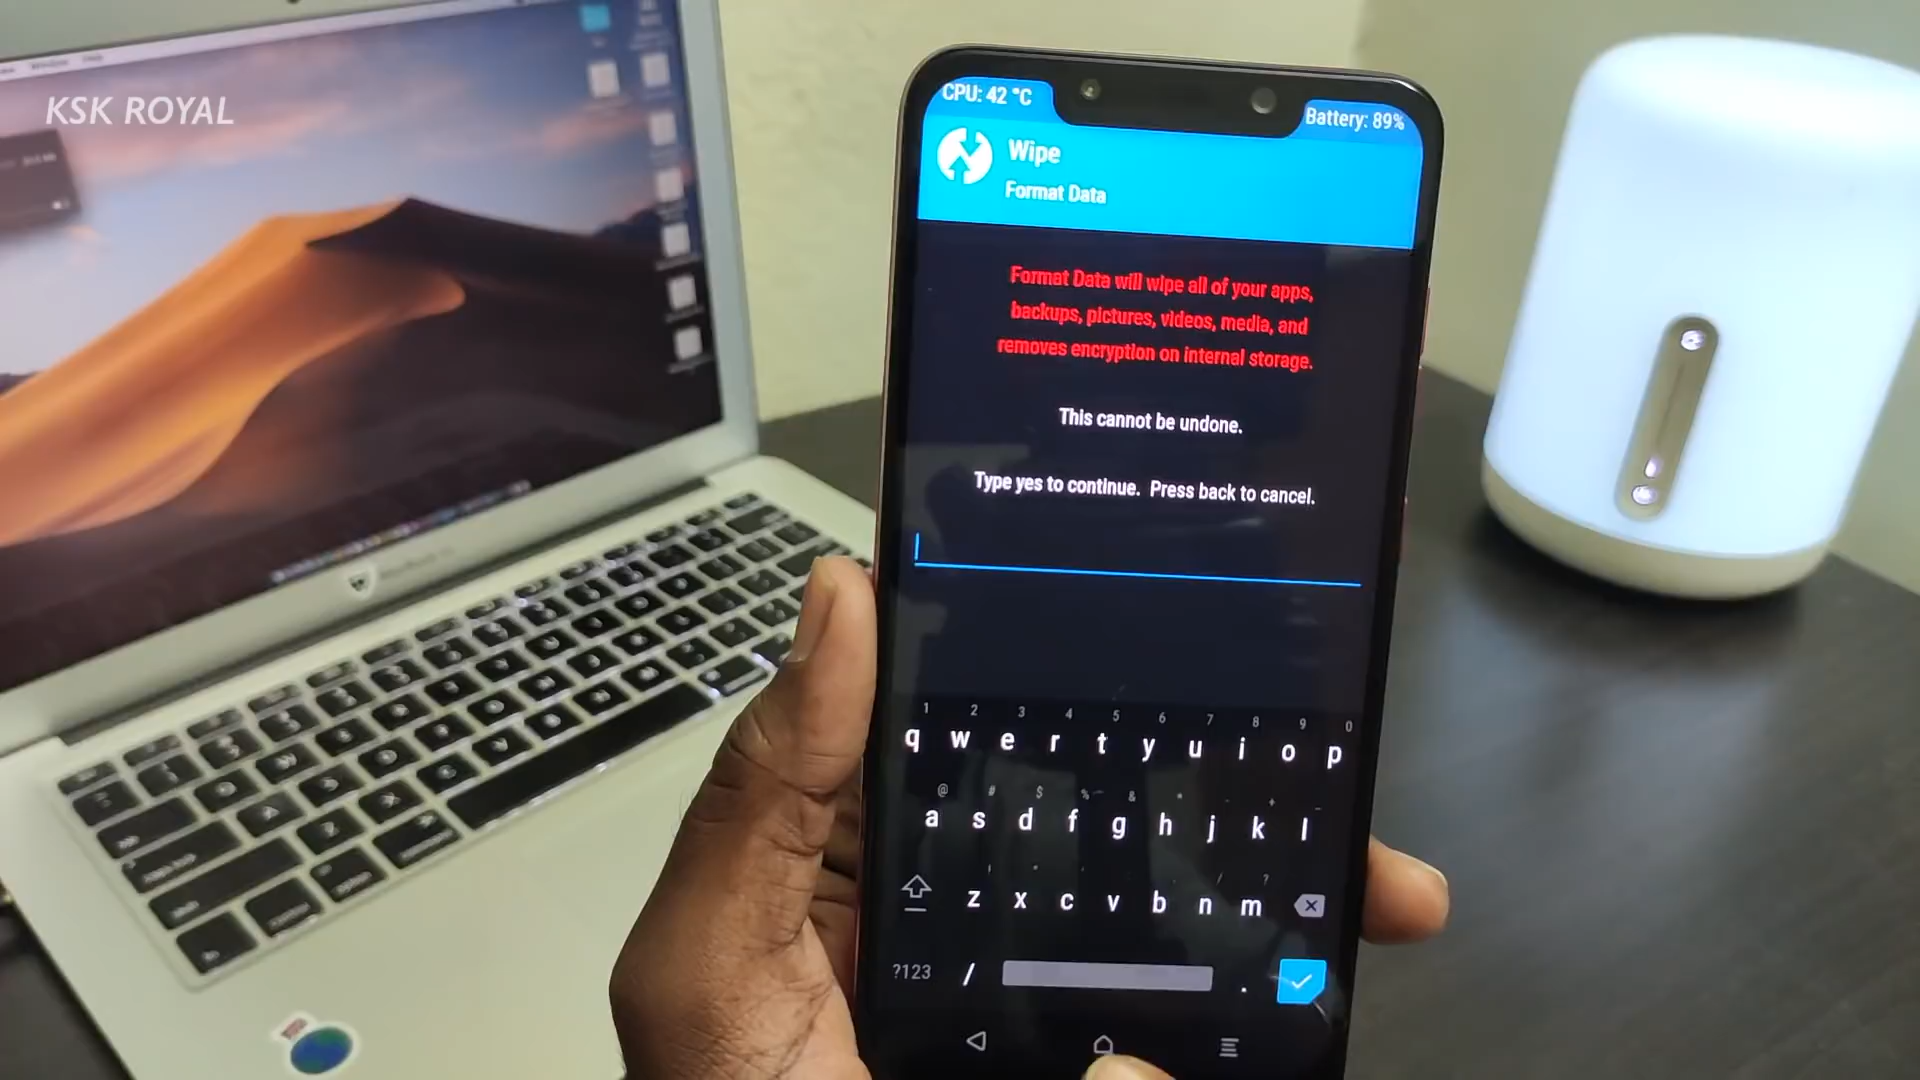 KSK ROYAL
CPU: 42 °C
Battery: 89%
Wipe
Format Data
Format Data will wipe all of your apps,
backups, pictures, videos, media, and
removes encryption on internal storage.
This cannot be undone.
Type yes to continue. Press back to cancel.
1 2 3 4 5 6 7 8 9 0
q w e r t y u i o p
@ # $ % & * - + _
a s d f g h j k l
! / ?
z x c v b n m
?123 / .